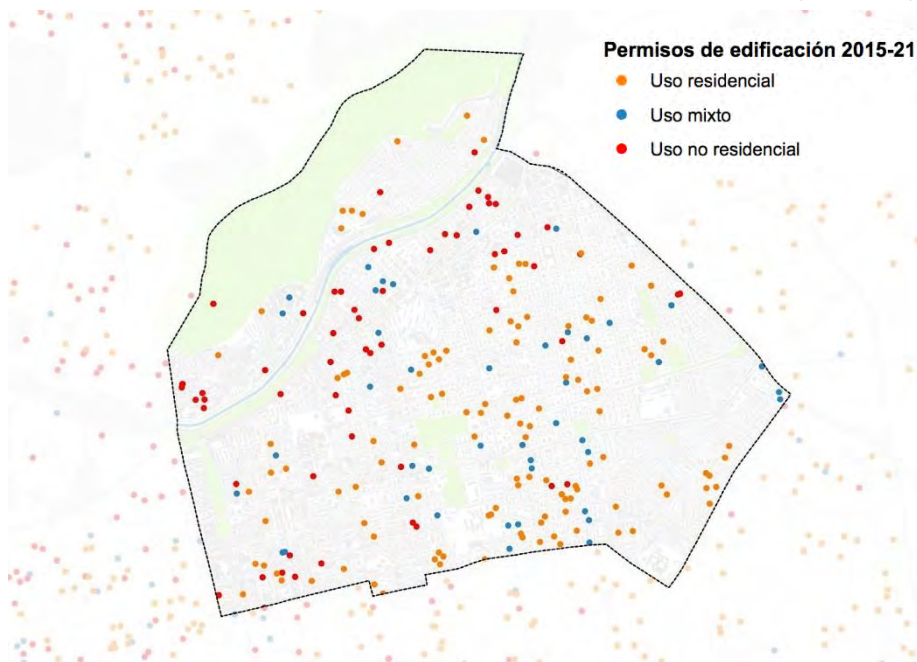 Permisos de edificación 2015-21
Uso residencial
Uso mixto
Uso no residencial